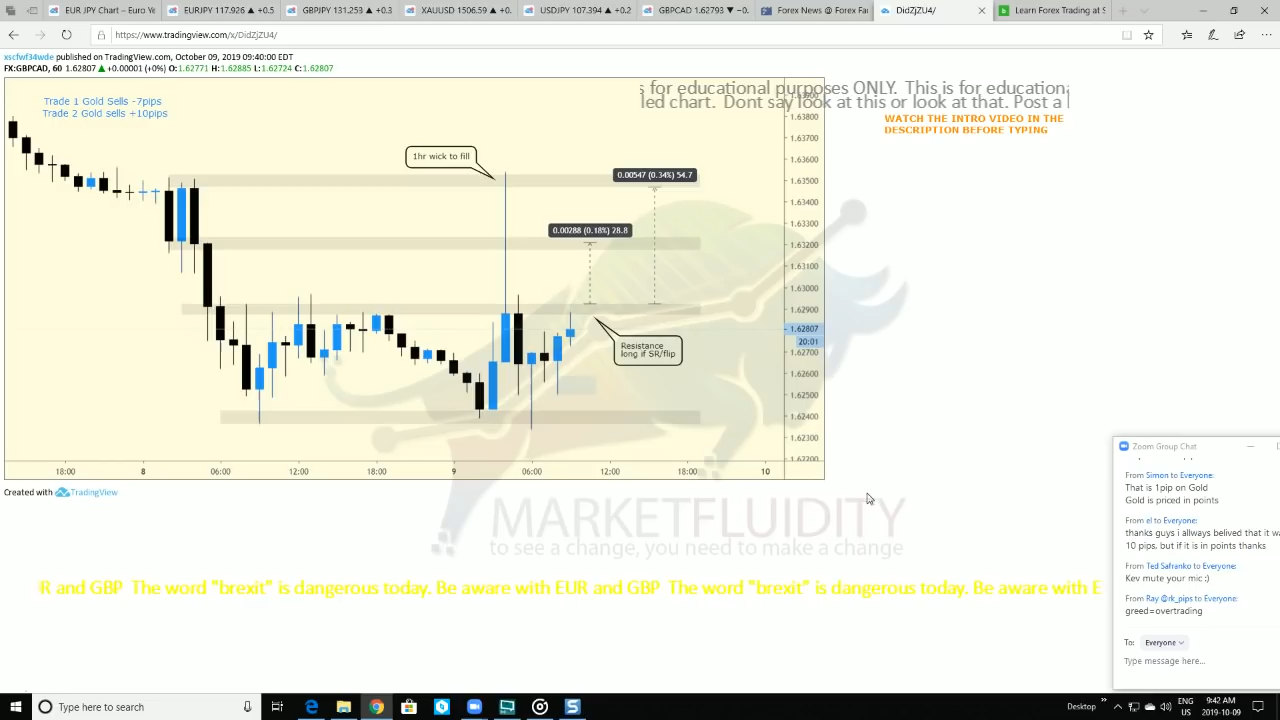 EUR JPY Chart – Euro Ye
EURJPY 117.926 ▲ +0.5
GBPJPY 131.253 ▲ +0.3
XAUUSD 1506.59 ▲ +0.
USDJPY 107.394 ▲ +0.2
GBPCAD 1.62793 ▼ −0.
Forex News @ Forex Fa
DidZjZU4/
Learn Forex Trading at S
https://www.tradingview.com/x/DidZjZU4/
xscfwf34wde published on TradingView.com, October 09, 2019 09:40:00 EDT
FX:GBPCAD, 60 1.62807 ▲ +0.00001 (+0%) O:1.62771 H:1.62885 L:1.62724 C:1.62807
s for educational purposes ONLY. This is for educationa
led chart. Dont say look at this or look at that. Post a l
WATCH THE INTRO VIDEO IN THE
DESCRIPTION BEFORE TYPING
Trade 1 Gold Sells -7pips
Trade 2 Gold sells +10pips
1hr wick to fill
0.00547 (0.34%) 54.7
0.00288 (0.18%) 28.8
Resistance
long if SR/flip
1.63800
1.63700
1.63600
1.63500
1.63400
1.63300
1.63200
1.63100
1.63000
1.62900
1.62807
20:01
1.62700
1.62600
1.62500
1.62400
1.62300
1.62200
18:00
8
06:00
12:00
18:00
9
06:00
12:00
18:00
10
Created with TradingView
MARKETFLUIDITY
to see a change, you need to make a change
R and GBP The word "brexit" is dangerous today. Be aware with EUR and GBP The word "brexit" is dangerous today. Be aware with E
Zoom Group Chat
From Simon to Everyone:
That is 1pip on Gold
Gold is priced in points
From el to Everyone:
thanks guys i allways belived that it wa
10 pips, but if it is in points thanks
From Ted Safranko to Everyone:
Kev mute your mic :)
From Ray @rk_pips to Everyone:
greed=overtrading
To: Everyone
Type message here...
Type here to search
Desktop
ENG
US
9:42 AM
2019-10-09